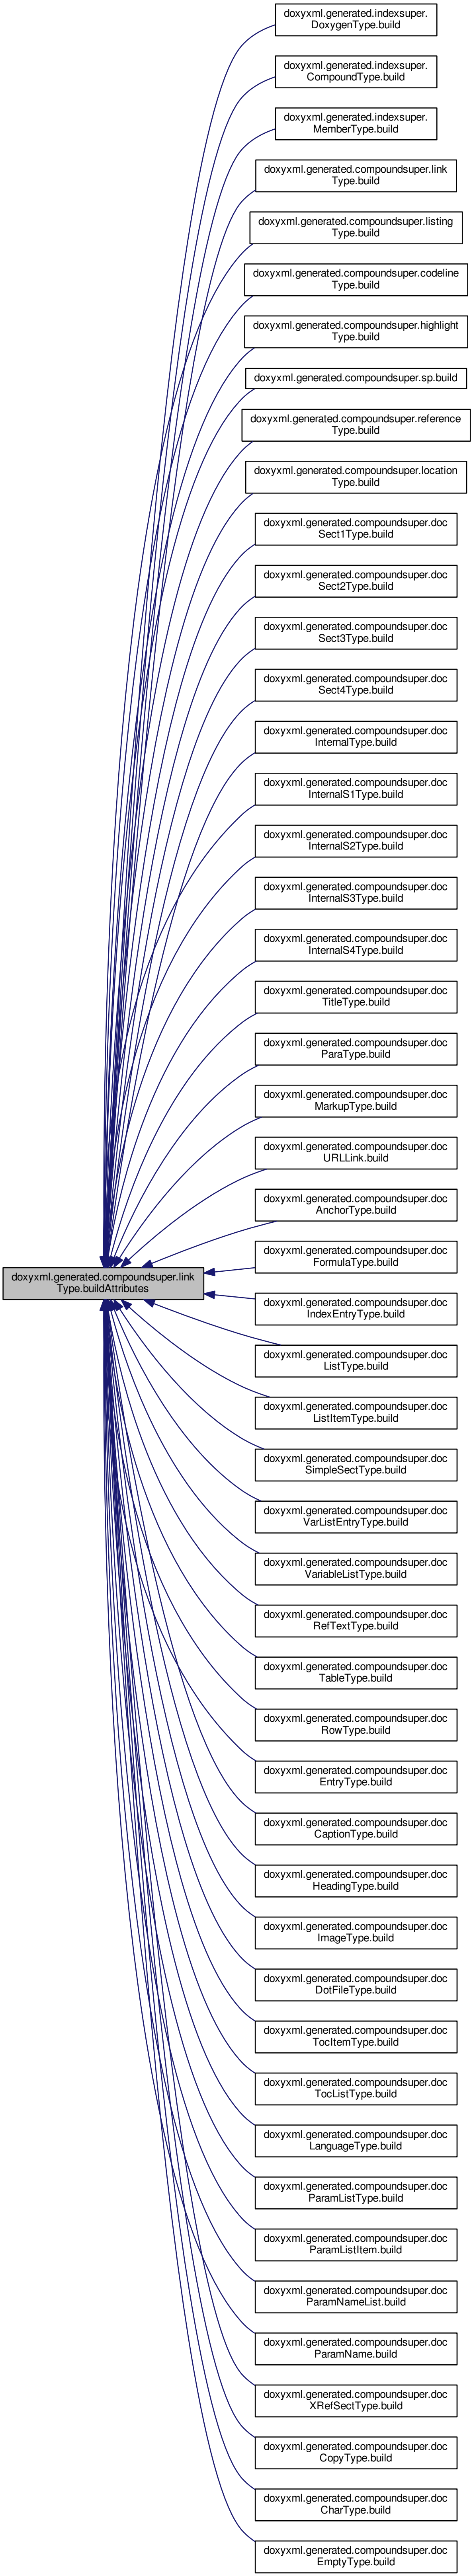 doxyxml.generated.indexsuper.
DoxygenType.build
doxyxml.generated.indexsuper.
CompoundType.build
doxyxml.generated.indexsuper.
MemberType.build
doxyxml.generated.compoundsuper.link
Type.build
doxyxml.generated.compoundsuper.listing
Type.build
doxyxml.generated.compoundsuper.codeline
Type.build
doxyxml.generated.compoundsuper.highlight
Type.build
doxyxml.generated.compoundsuper.sp.build
doxyxml.generated.compoundsuper.reference
Type.build
doxyxml.generated.compoundsuper.location
Type.build
doxyxml.generated.compoundsuper.doc
Sect1Type.build
doxyxml.generated.compoundsuper.doc
Sect2Type.build
doxyxml.generated.compoundsuper.doc
Sect3Type.build
doxyxml.generated.compoundsuper.doc
Sect4Type.build
doxyxml.generated.compoundsuper.doc
InternalType.build
doxyxml.generated.compoundsuper.doc
InternalS1Type.build
doxyxml.generated.compoundsuper.doc
InternalS2Type.build
doxyxml.generated.compoundsuper.doc
InternalS3Type.build
doxyxml.generated.compoundsuper.doc
InternalS4Type.build
doxyxml.generated.compoundsuper.doc
TitleType.build
doxyxml.generated.compoundsuper.doc
ParaType.build
doxyxml.generated.compoundsuper.doc
MarkupType.build
doxyxml.generated.compoundsuper.doc
URLLink.build
doxyxml.generated.compoundsuper.doc
AnchorType.build
doxyxml.generated.compoundsuper.doc
FormulaType.build
doxyxml.generated.compoundsuper.link
Type.buildAttributes
doxyxml.generated.compoundsuper.doc
IndexEntryType.build
doxyxml.generated.compoundsuper.doc
ListType.build
doxyxml.generated.compoundsuper.doc
ListItemType.build
doxyxml.generated.compoundsuper.doc
SimpleSectType.build
doxyxml.generated.compoundsuper.doc
VarListEntryType.build
doxyxml.generated.compoundsuper.doc
VariableListType.build
doxyxml.generated.compoundsuper.doc
RefTextType.build
doxyxml.generated.compoundsuper.doc
TableType.build
doxyxml.generated.compoundsuper.doc
RowType.build
doxyxml.generated.compoundsuper.doc
EntryType.build
doxyxml.generated.compoundsuper.doc
CaptionType.build
doxyxml.generated.compoundsuper.doc
HeadingType.build
doxyxml.generated.compoundsuper.doc
ImageType.build
doxyxml.generated.compoundsuper.doc
DotFileType.build
doxyxml.generated.compoundsuper.doc
TocItemType.build
doxyxml.generated.compoundsuper.doc
TocListType.build
doxyxml.generated.compoundsuper.doc
LanguageType.build
doxyxml.generated.compoundsuper.doc
ParamListType.build
doxyxml.generated.compoundsuper.doc
ParamListItem.build
doxyxml.generated.compoundsuper.doc
ParamNameList.build
doxyxml.generated.compoundsuper.doc
ParamName.build
doxyxml.generated.compoundsuper.doc
XRefSectType.build
doxyxml.generated.compoundsuper.doc
CopyType.build
doxyxml.generated.compoundsuper.doc
CharType.build
doxyxml.generated.compoundsuper.doc
EmptyType.build